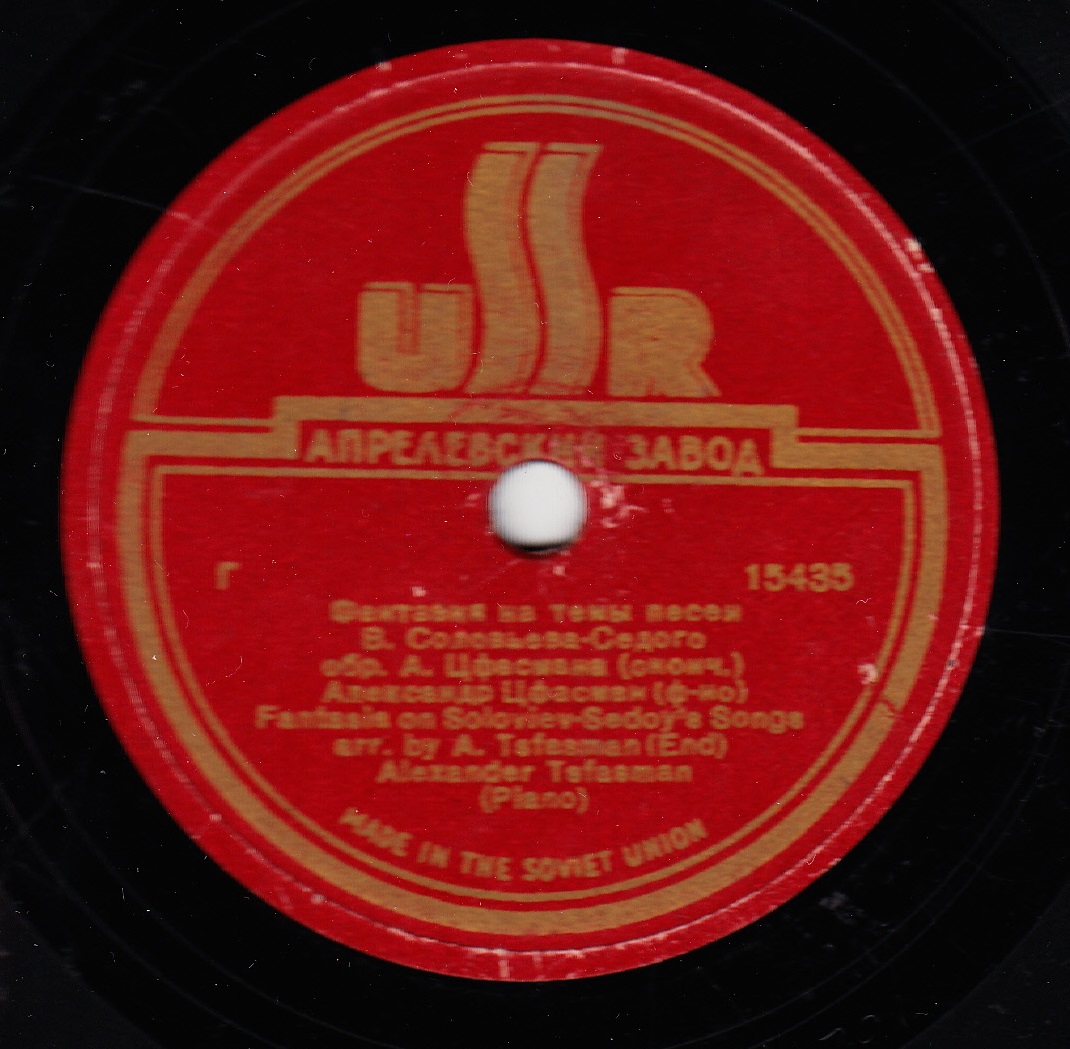 USSR
АПРЕЛЕВСКИЙ ЗАВОД
Г 15435
Фантазия на темы песен
В. Соловьева-Седого
обр. А. Цфасмана (оконч.)
Александр Цфасман (ф-но)
Fantasia on Soloviev-Sedoy's Songs
arr. by A. Tsfasman (End)
Alexander Tsfasman
(Piano)
MADE IN THE SOVIET UNION